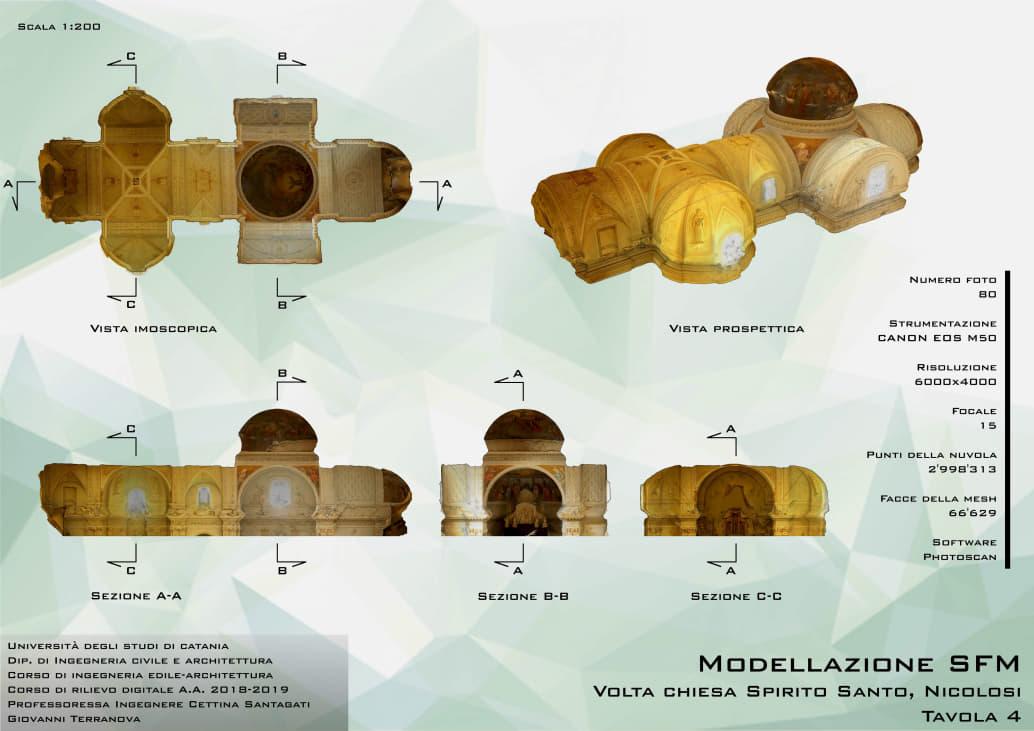 Scala 1:200
C
B
A
A
C
B
Vista imoscopica
Vista prospettica
Numero foto
80
Strumentazione
CANON EOS M50
Risoluzione
6000x4000
Focale
15
Punti della nuvola
2'998'313
Facce della mesh
66'629
Software
Photoscan
B
C
A
A
C
B
A
A
Sezione A-A
Sezione B-B
Sezione C-C
Università degli studi di catania
Dip. di Ingegneria civile e architettura
Corso di ingegneria edile-architettura
Corso di rilievo digitale A.A. 2018-2019
Professoressa Ingegnere Cettina Santagati
Giovanni Terranova
Modellazione SFM
Volta chiesa Spirito Santo, Nicolosi
Tavola 4